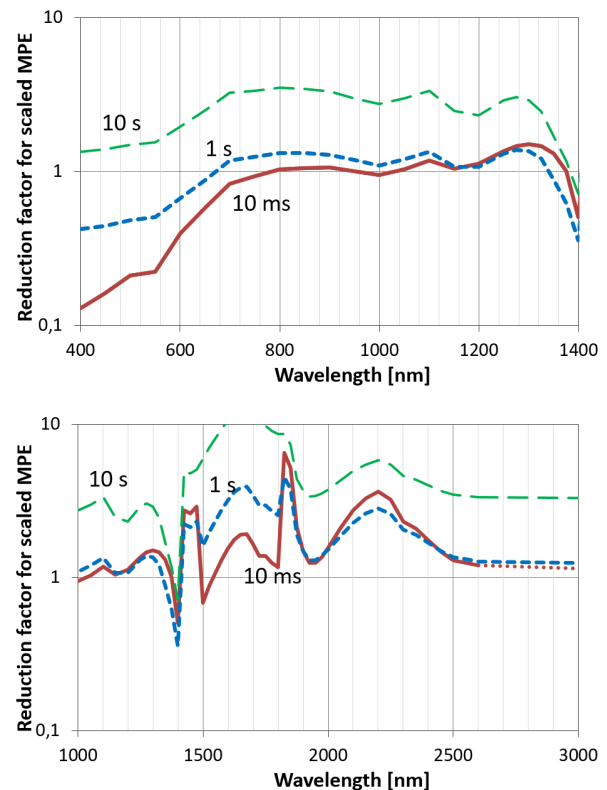 Reduction factor for scaled MPE
10
1
0,1
10 s
1 s
10 ms
400 600 800 1000 1200 1400
Wavelength [nm]
Reduction factor for scaled MPE
10
1
0,1
10 s
1 s
10 ms
1000 1500 2000 2500 3000
Wavelength [nm]